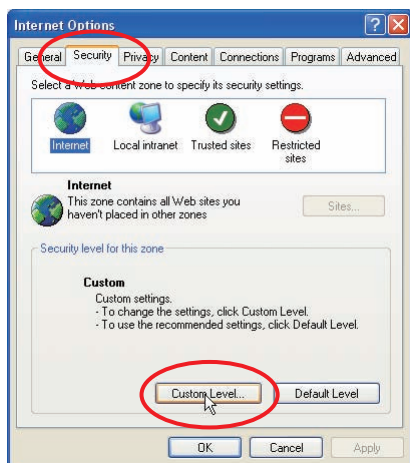 Internet Options
General Security Privacy Content Connections Programs Advanced
Select a Web content zone to specify its security settings.
Internet Local intranet Trusted sites Restricted sites
Internet
This zone contains all Web sites you
haven't placed in other zones
Sites...
Security level for this zone
Custom
Custom settings.
- To change the settings, click Custom Level.
- To use the recommended settings, click Default Level.
Custom Level... Default Level
OK Cancel Apply